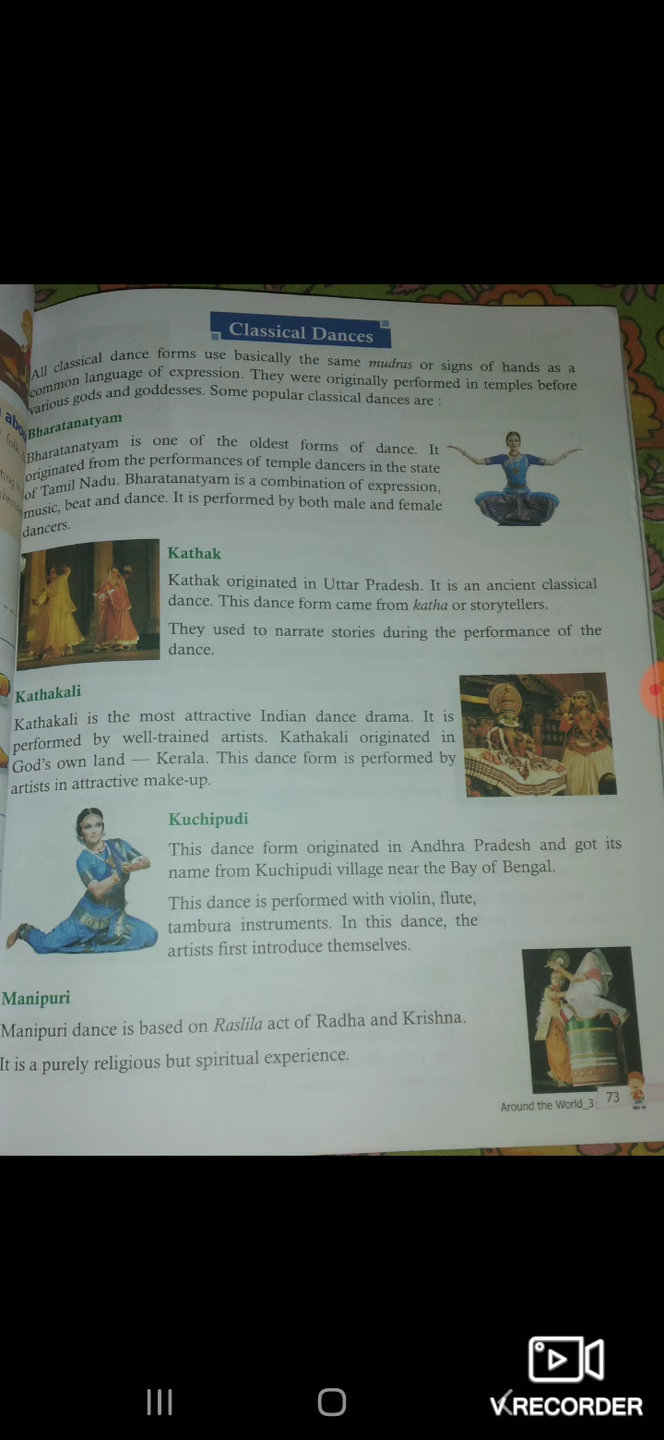 Classical Dances
All classical dance forms use basically the same mudras or signs of hands as a
common language of expression. They were originally performed in temples before
various gods and goddesses. Some popular classical dances are :
Bharatanatyam
Bharatanatyam is one of the oldest forms of dance. It
originated from the performances of temple dancers in the state
of Tamil Nadu. Bharatanatyam is a combination of expression,
music, beat and dance. It is performed by both male and female
dancers.
Kathak
Kathak originated in Uttar Pradesh. It is an ancient classical
dance. This dance form came from katha or storytellers.
They used to narrate stories during the performance of the
dance.
Kathakali
Kathakali is the most attractive Indian dance drama. It is
performed by well-trained artists. Kathakali originated in
God's own land — Kerala. This dance form is performed by
artists in attractive make-up.
Kuchipudi
This dance form originated in Andhra Pradesh and got its
name from Kuchipudi village near the Bay of Bengal.
This dance is performed with violin, flute,
tambura instruments. In this dance, the
artists first introduce themselves.
Manipuri
Manipuri dance is based on Raslila act of Radha and Krishna.
It is a purely religious but spiritual experience.
Around the World_3 73
V.RECORDER